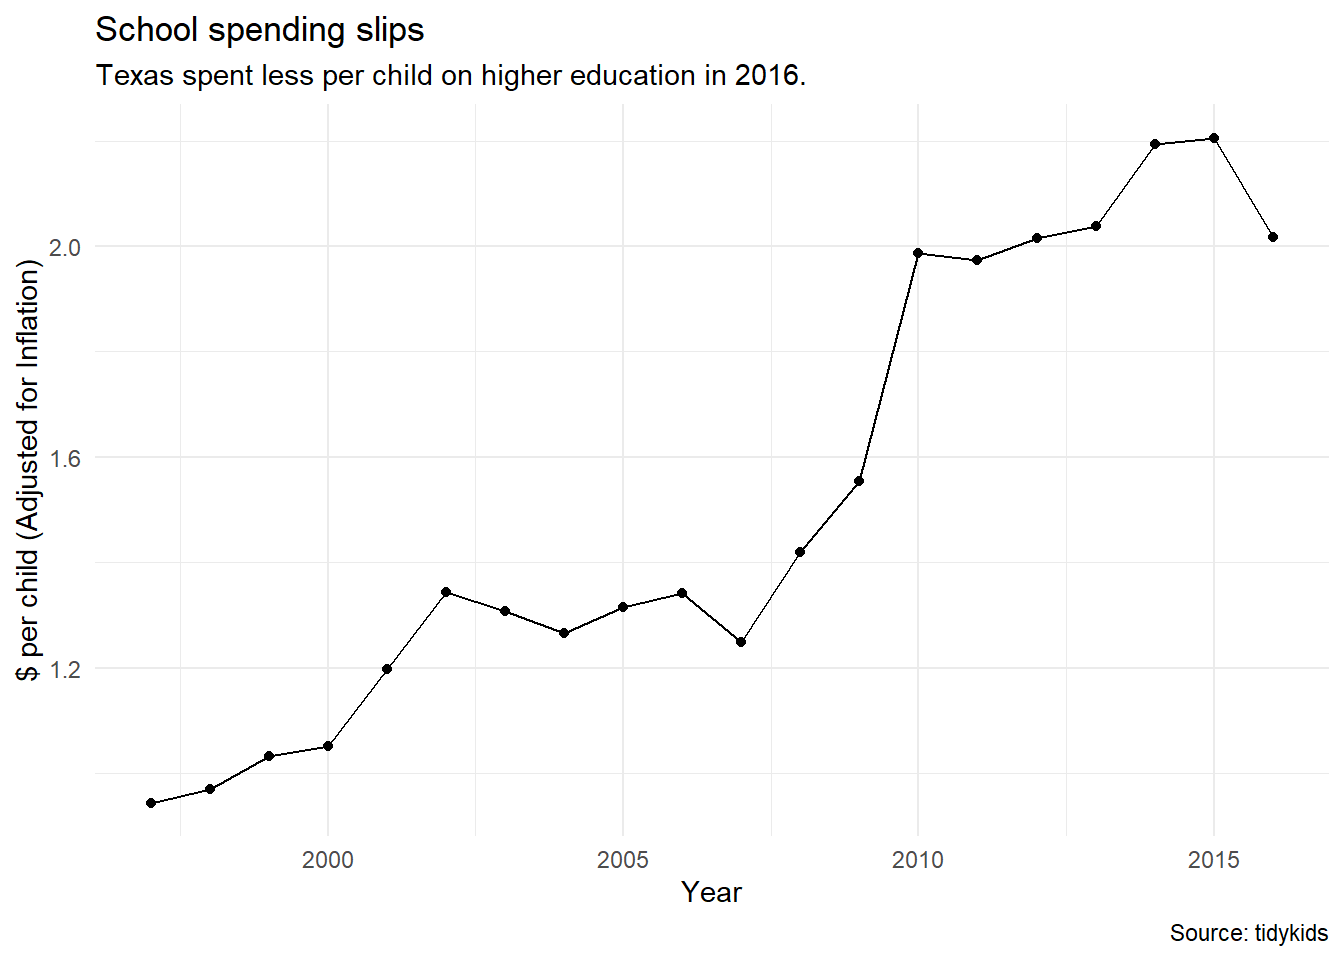 School spending slips
Texas spent less per child on higher education in 2016.
$ per child (Adjusted for Inflation)
2.0
1.6
1.2
2000
2005
2010
2015
Year
Source: tidykids